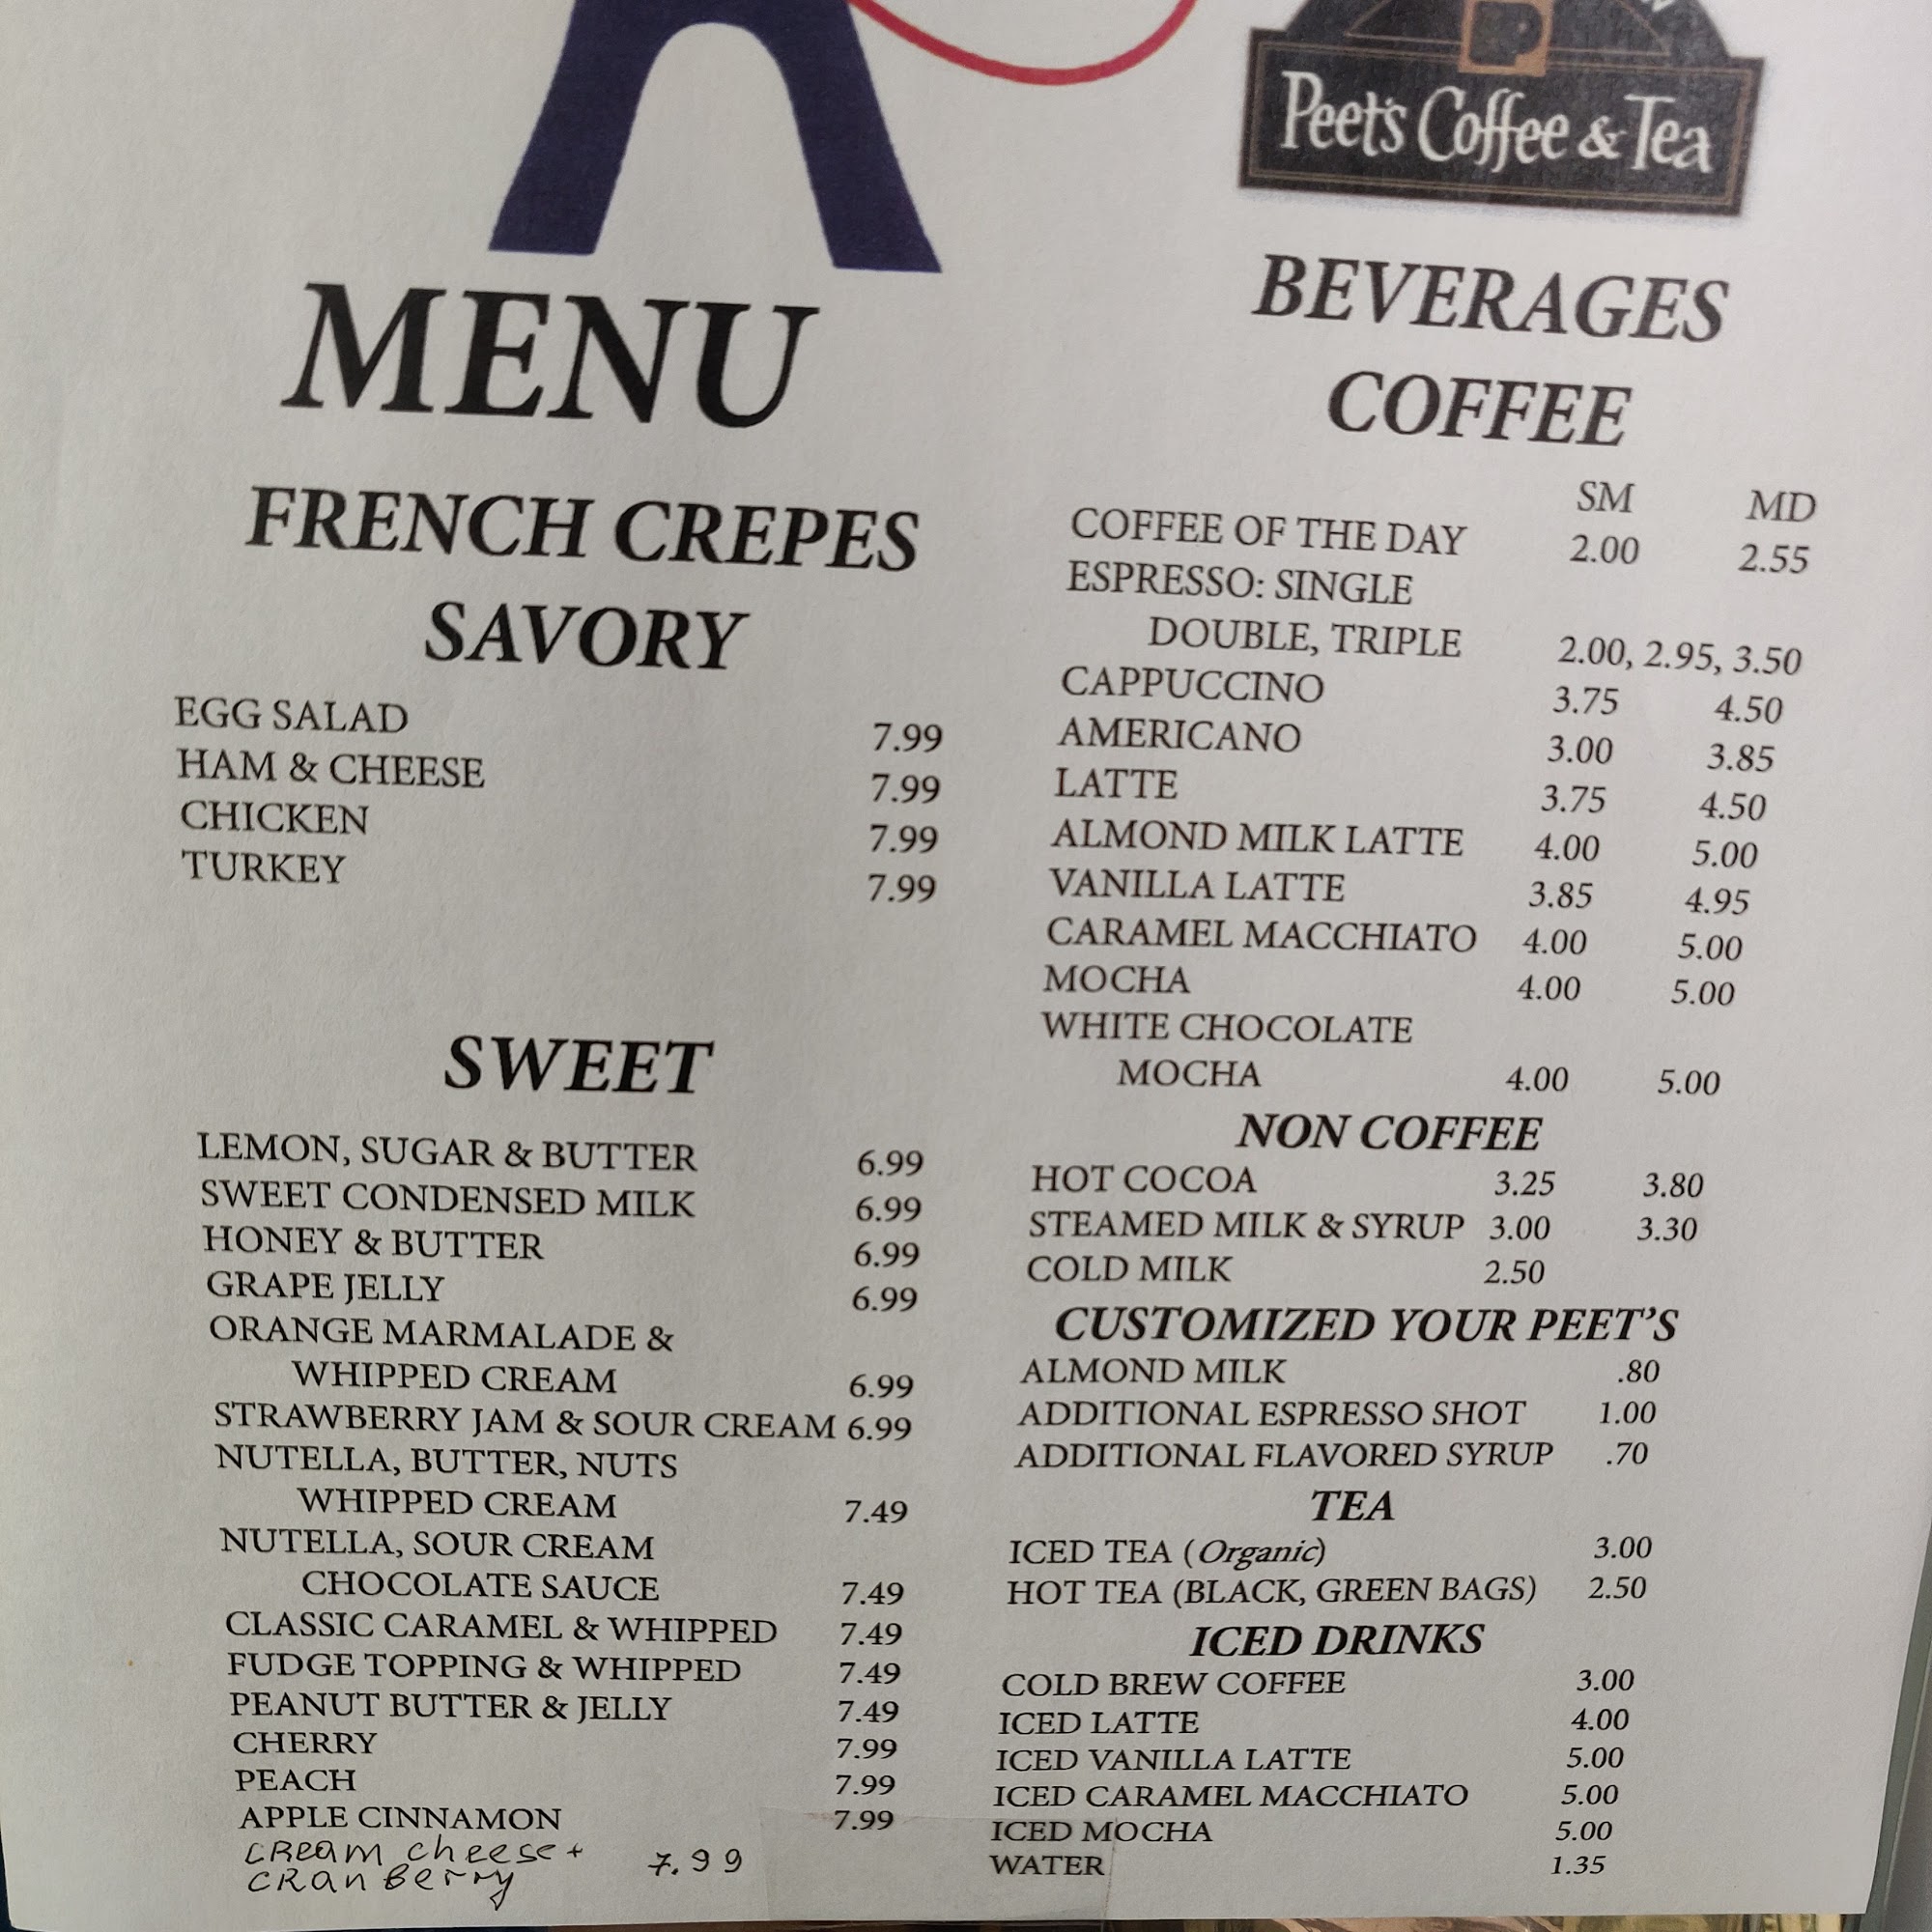 Peet's Coffee & Tea
MENU
FRENCH CREPES
SAVORY
EGG SALAD 7.99
HAM & CHEESE 7.99
CHICKEN 7.99
TURKEY 7.99
SWEET
LEMON, SUGAR & BUTTER 6.99
SWEET CONDENSED MILK 6.99
HONEY & BUTTER 6.99
GRAPE JELLY 6.99
ORANGE MARMALADE &
WHIPPED CREAM 6.99
STRAWBERRY JAM & SOUR CREAM 6.99
NUTELLA, BUTTER, NUTS
WHIPPED CREAM 7.49
NUTELLA, SOUR CREAM
CHOCOLATE SAUCE 7.49
CLASSIC CARAMEL & WHIPPED 7.49
FUDGE TOPPING & WHIPPED 7.49
PEANUT BUTTER & JELLY 7.49
CHERRY 7.99
PEACH 7.99
APPLE CINNAMON 7.99
CReam cheese + 7.99
CRanBerry
BEVERAGES
COFFEE
SM MD
COFFEE OF THE DAY 2.00 2.55
ESPRESSO: SINGLE
DOUBLE, TRIPLE 2.00, 2.95, 3.50
CAPPUCCINO 3.75 4.50
AMERICANO 3.00 3.85
LATTE 3.75 4.50
ALMOND MILK LATTE 4.00 5.00
VANILLA LATTE 3.85 4.95
CARAMEL MACCHIATO 4.00 5.00
MOCHA 4.00 5.00
WHITE CHOCOLATE
MOCHA 4.00 5.00
NON COFFEE
HOT COCOA 3.25 3.80
STEAMED MILK & SYRUP 3.00 3.30
COLD MILK 2.50
CUSTOMIZED YOUR PEET'S
ALMOND MILK .80
ADDITIONAL ESPRESSO SHOT 1.00
ADDITIONAL FLAVORED SYRUP .70
TEA
ICED TEA (Organic) 3.00
HOT TEA (BLACK, GREEN BAGS) 2.50
ICED DRINKS
COLD BREW COFFEE 3.00
ICED LATTE 4.00
ICED VANILLA LATTE 5.00
ICED CARAMEL MACCHIATO 5.00
ICED MOCHA 5.00
WATER 1.35